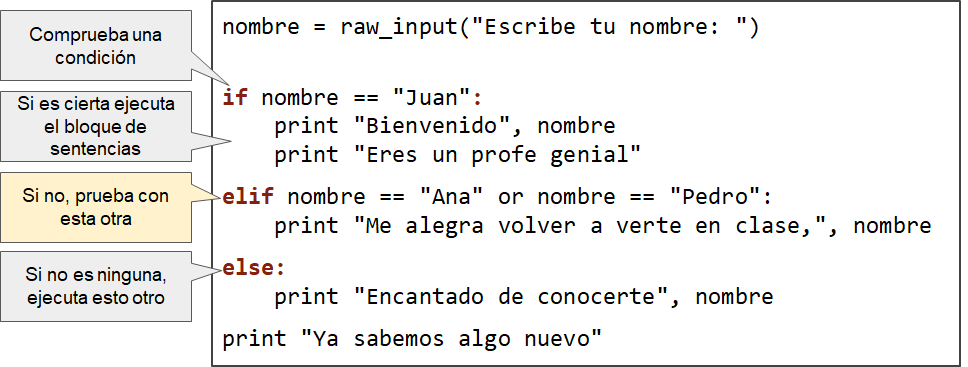 Comprueba una
condición
Si es cierta ejecuta
el bloque de
sentencias
Si no, prueba con
esta otra
Si no es ninguna,
ejecuta esto otro
nombre = raw_input("Escribe tu nombre: ")
if nombre == "Juan":
    print "Bienvenido", nombre
    print "Eres un profe genial"
elif nombre == "Ana" or nombre == "Pedro":
    print "Me alegra volver a verte en clase,", nombre
else:
    print "Encantado de conocerte", nombre
print "Ya sabemos algo nuevo"